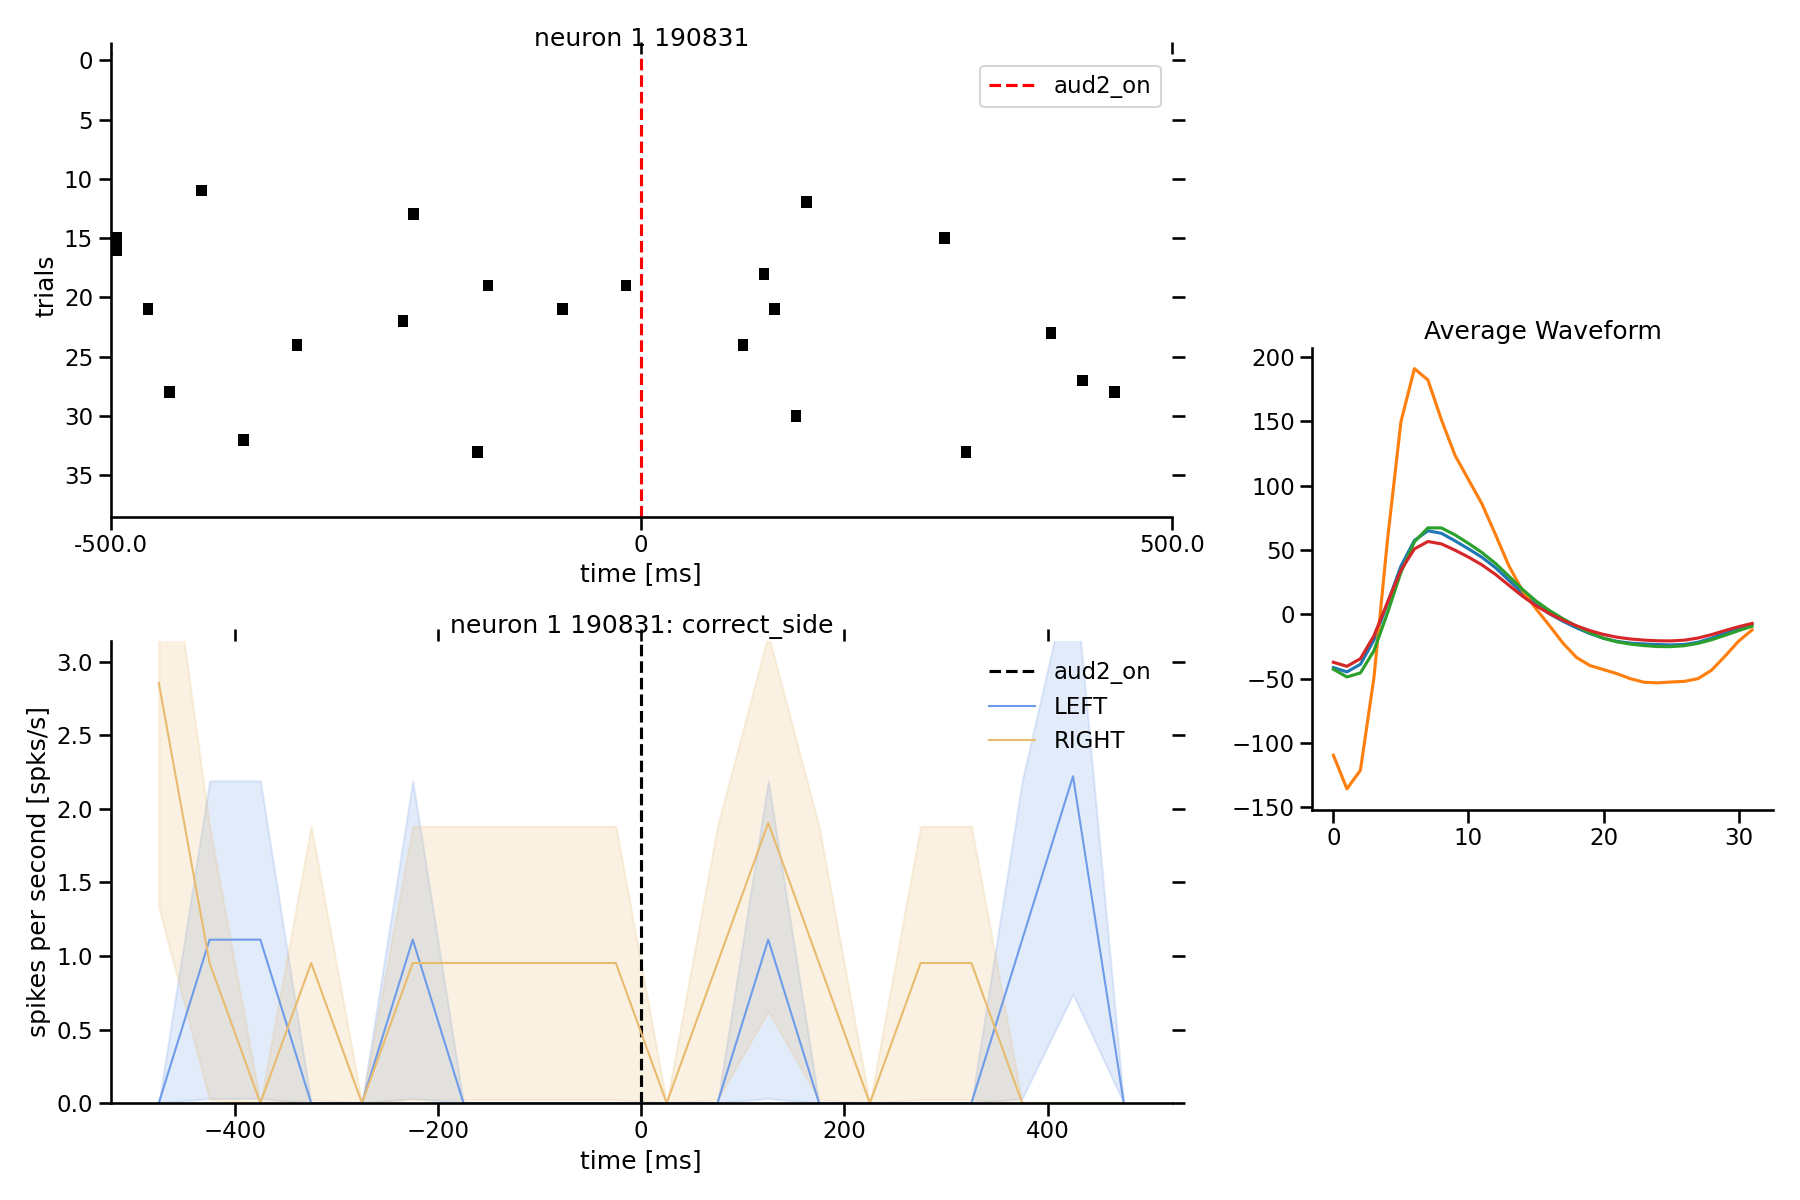 neuron 1 190831
0
5
10
15
20
25
30
35
trials
aud2_on
-500.0 0 500.0
time [ms]
neuron 1 190831: correct_side
3.0
2.5
2.0
1.5
1.0
0.5
0.0
spikes per second [spks/s]
aud2_on
LEFT
RIGHT
−400 −200 0 200 400
time [ms]
Average Waveform
200
150
100
50
0
−50
−100
−150
0 10 20 30